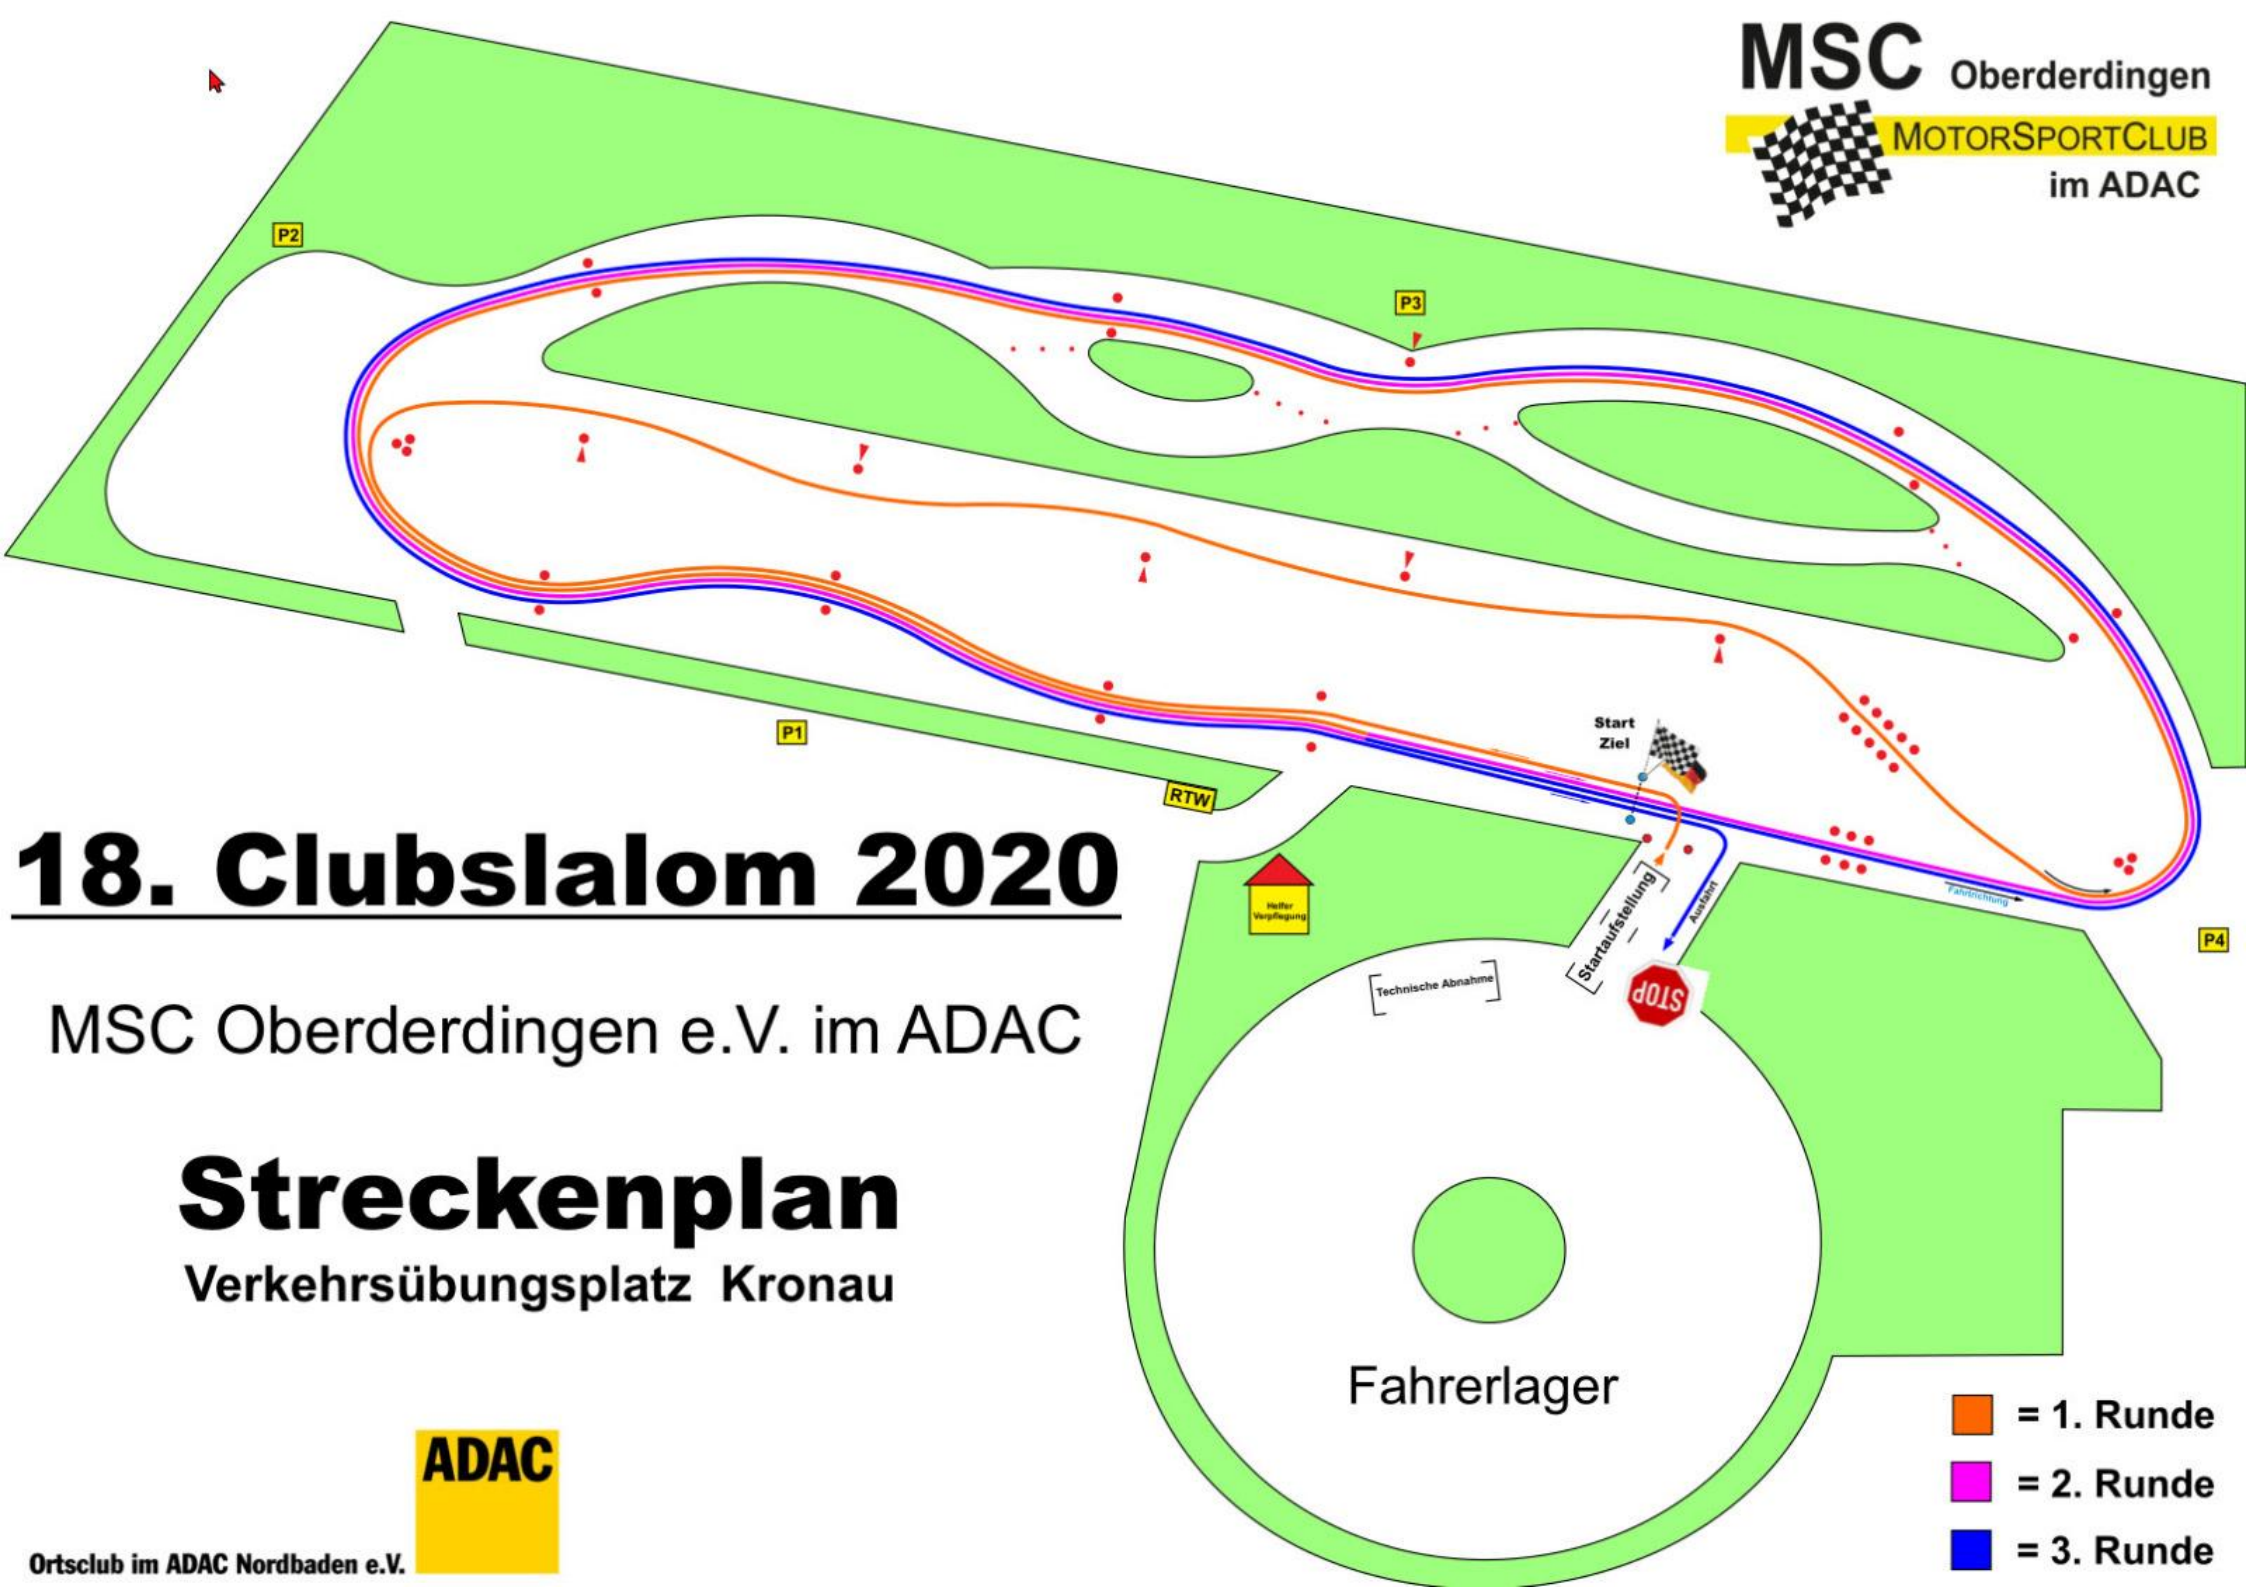 MSC Oberderdingen
MOTORSPORTCLUB
im ADAC
P2
P3
P1
RTW
Start
Ziel
Fahrtrichtung
P4
Helfer
Verpflegung
Startaufstellung
Ausfahrt
Technische Abnahme
STOP
18. Clubslalom 2020
MSC Oberderdingen e.V. im ADAC
Streckenplan
Verkehrsübungsplatz Kronau
Fahrerlager
ADAC
Ortsclub im ADAC Nordbaden e.V.
= 1. Runde
= 2. Runde
= 3. Runde